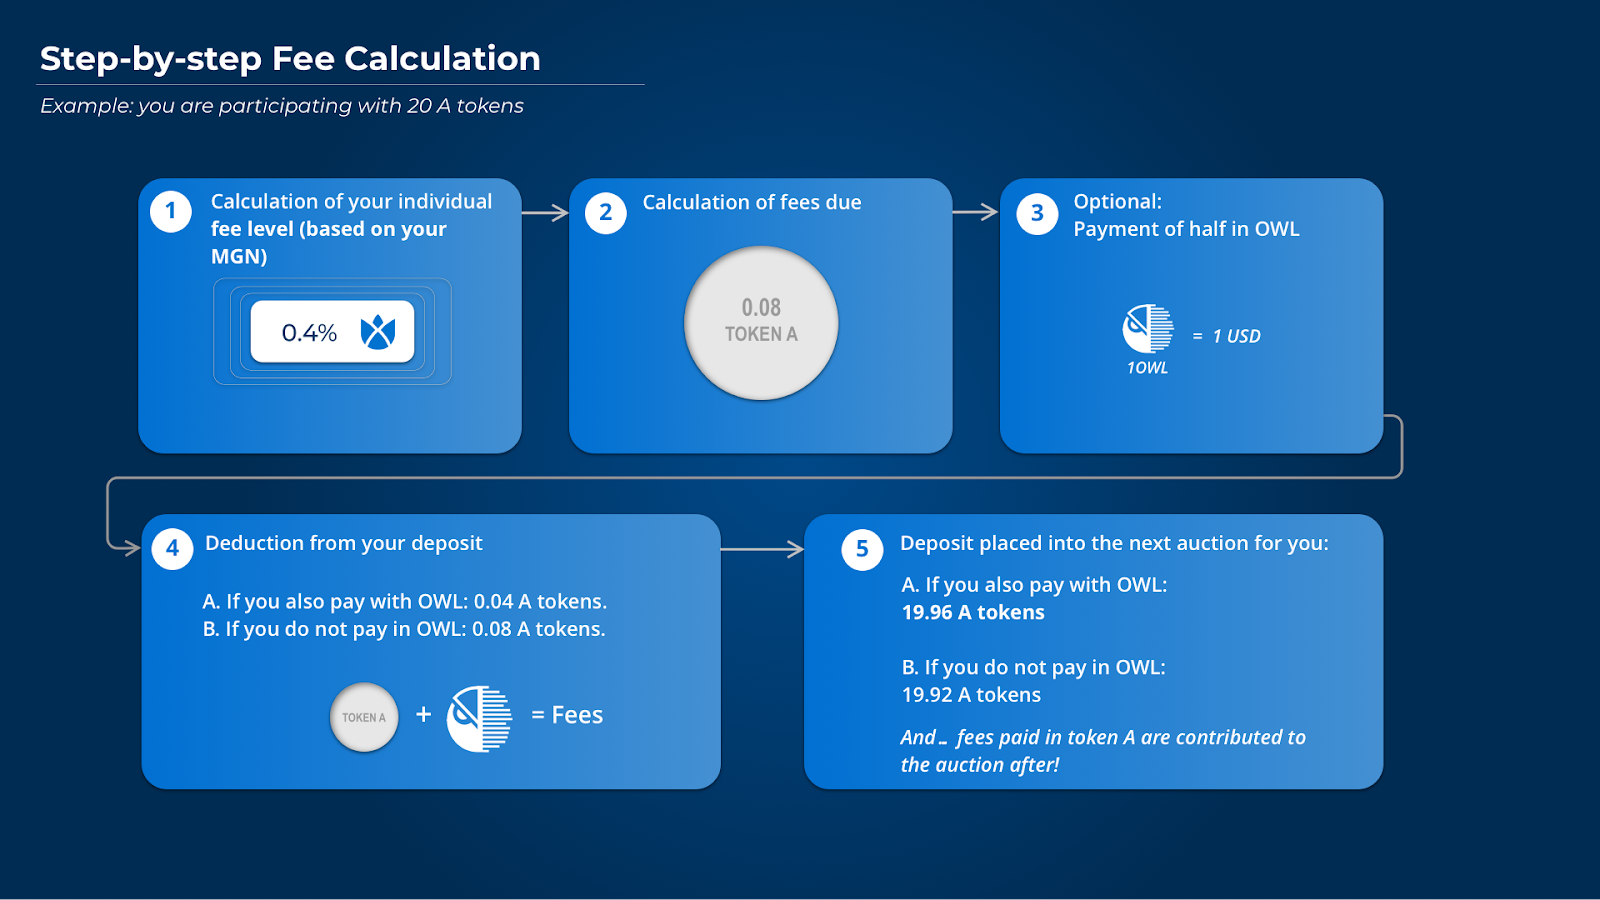 Step-by-step Fee Calculation
Example: you are participating with 20 A tokens
1
Calculation of your individual
fee level (based on your
MGN)
0.4%
2
Calculation of fees due
0.08
TOKEN A
3
Optional:
Payment of half in OWL
= 1 USD
1OWL
4
Deduction from your deposit
A. If you also pay with OWL: 0.04 A tokens.
B. If you do not pay in OWL: 0.08 A tokens.
TOKEN A
+
= Fees
5
Deposit placed into the next auction for you:
A. If you also pay with OWL:
19.96 A tokens
B. If you do not pay in OWL:
19.92 A tokens
And... fees paid in token A are contributed to
the auction after!